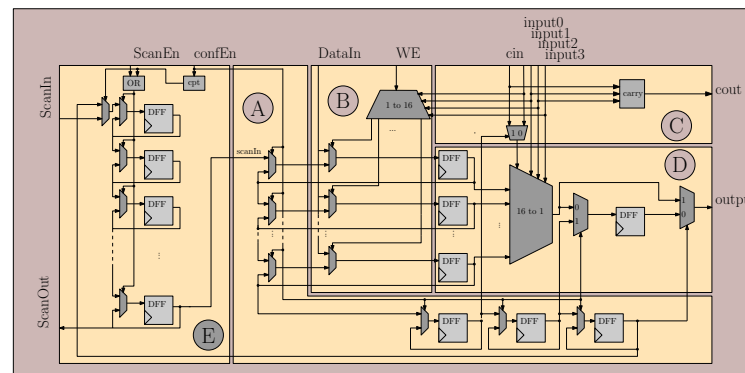 input0
input1
input2
input3
ScanEn confEn DataIn WE cin
ScanIn
OR cpt
A
B
1 to 16
carry
cout
C
DFF
...
1 0
scanIn
DFF
DFF
D
DFF
DFF
DFF
16 to 1
0
1
DFF
1
0
output
...
...
...
...
DFF
DFF
ScanOut
E
DFF
DFF
DFF